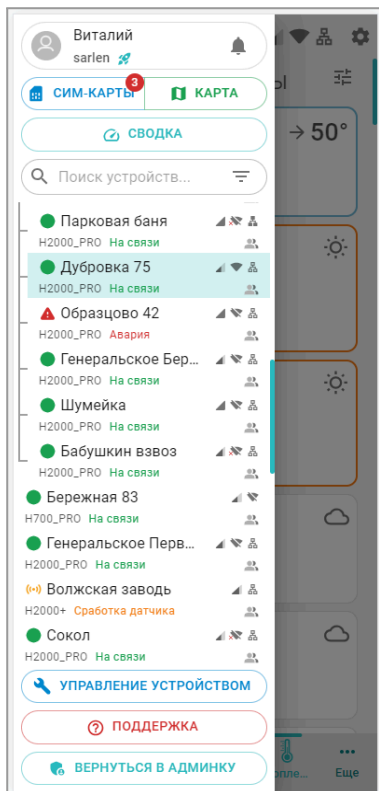 Виталий
sarlen
СИМ-КАРТЫ
3
КАРТА
СВОДКА
Поиск устройств...
Парковая баня
H2000_PRO На связи
Дубровка 75
H2000_PRO На связи
Образцово 42
H2000_PRO Авария
Генеральское Бер...
H2000_PRO На связи
Шумейка
H2000_PRO На связи
Бабушкин взвоз
H2000_PRO На связи
Бережная 83
H700_PRO На связи
Генеральское Перв...
H2000_PRO На связи
Волжская заводь
H2000+ Сработка датчика
Сокол
H2000_PRO На связи
УПРАВЛЕНИЕ УСТРОЙСТВОМ
ПОДДЕРЖКА
ВЕРНУТЬСЯ В АДМИНКУ
ы
→ 50°
опле...
Еще